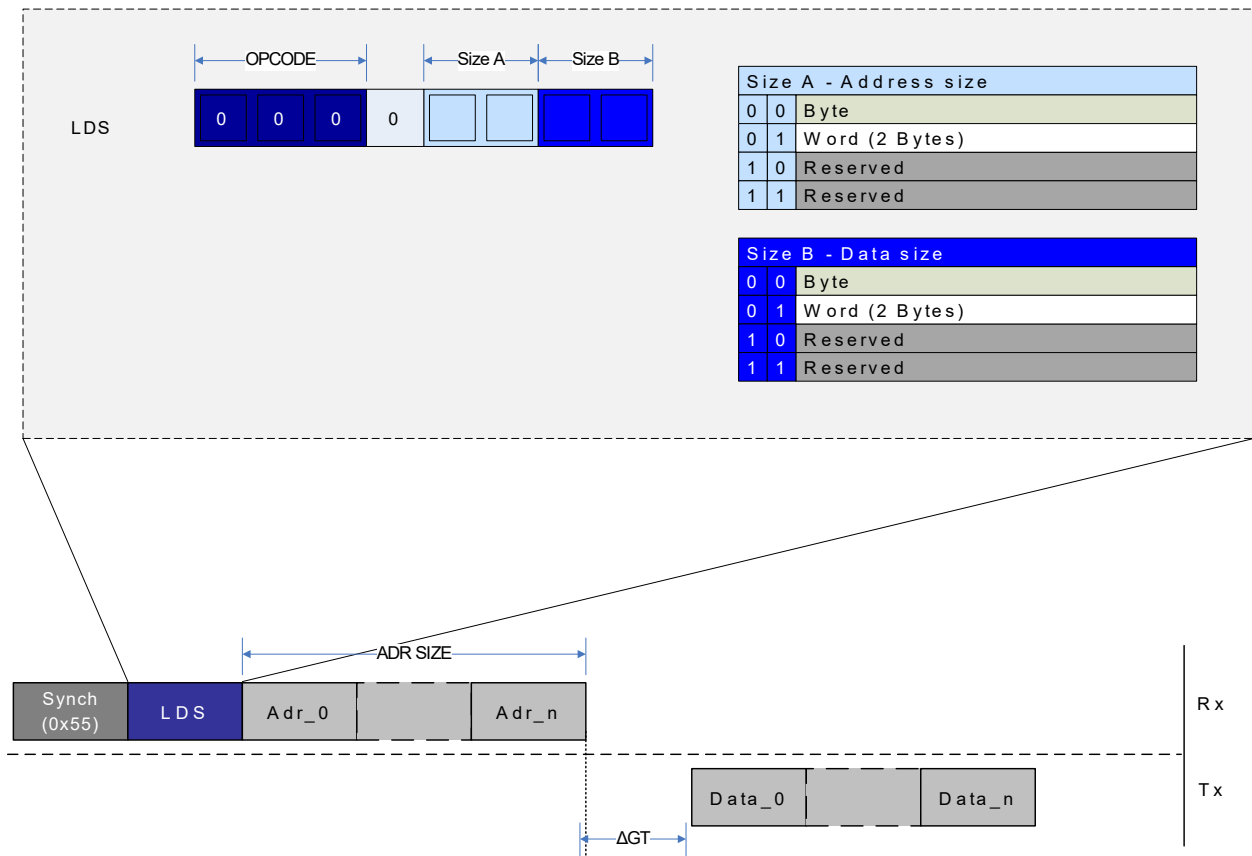 OPCODE Size A Size B
LDS 0 0 0 0
Size A - Address size
0 0 Byte
0 1 Word (2 Bytes)
1 0 Reserved
1 1 Reserved
Size B - Data size
0 0 Byte
0 1 Word (2 Bytes)
1 0 Reserved
1 1 Reserved
ADR SIZE
Synch
(0x55)
LDS Adr_0 Adr_n Rx
Data_0 Data_n Tx
ΔGT